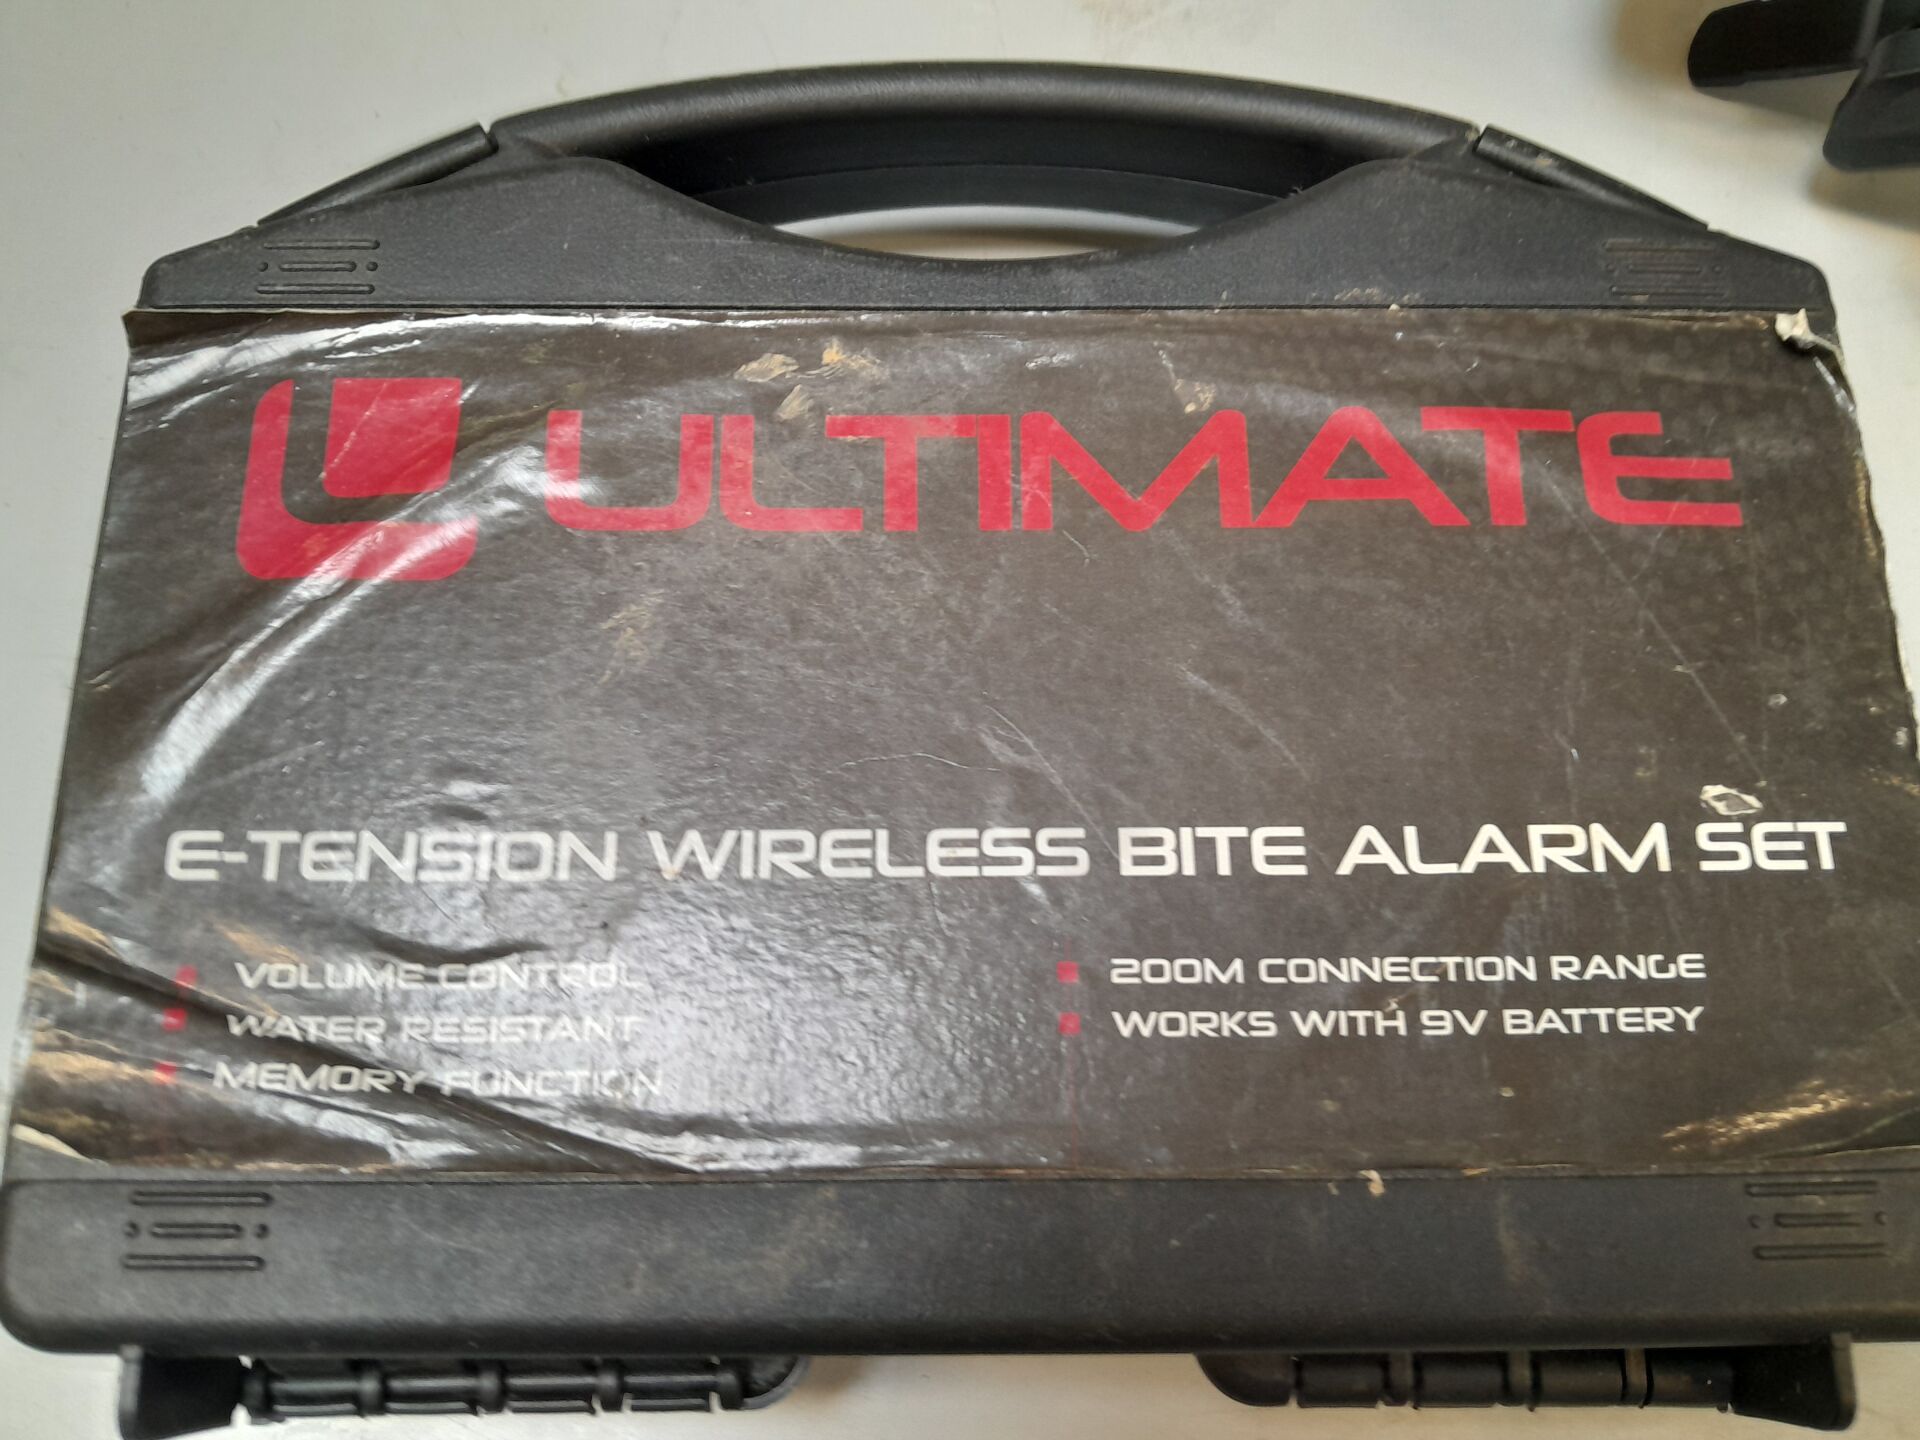 ULTIMATE
E-TENSION WIRELESS BITE ALARM SET
VOLUME CONTROL
WATER RESISTANT
MEMORY FUNCTION
200M CONNECTION RANGE
WORKS WITH 9V BATTERY